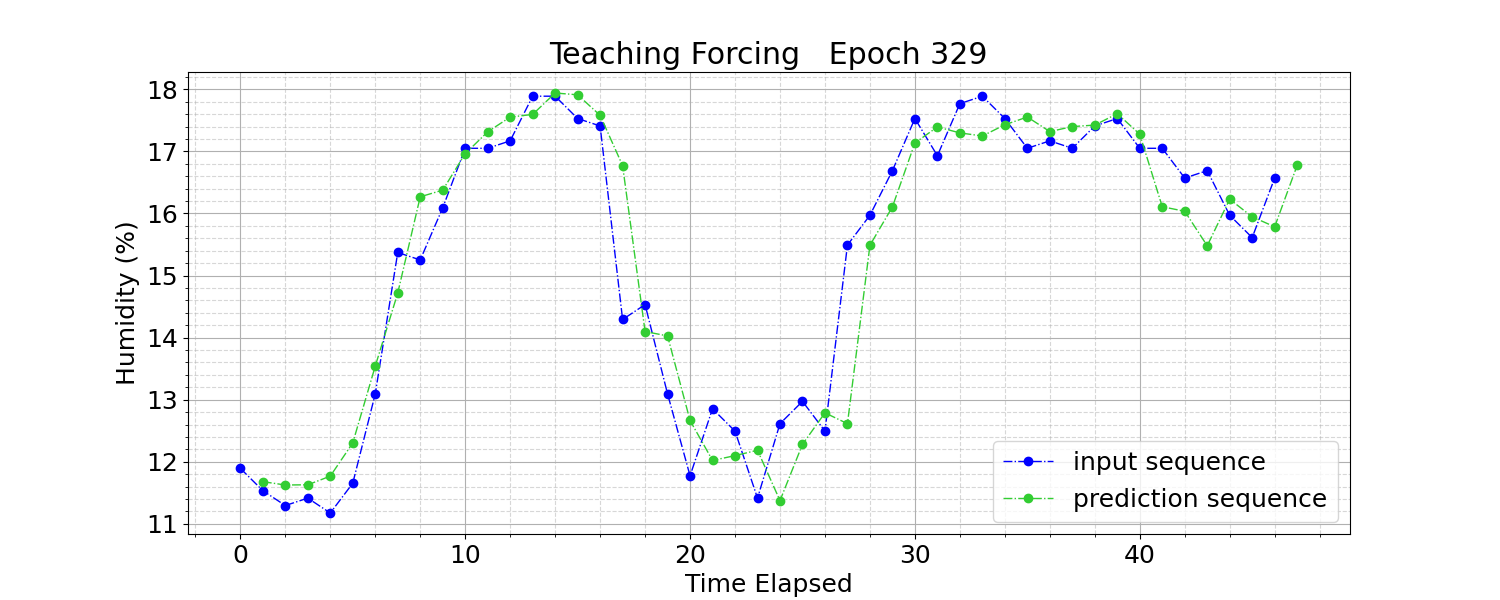 Teaching Forcing   Epoch 329
Humidity (%)
18
17
16
15
14
13
12
11
input sequence
prediction sequence
0 10 20 30 40
Time Elapsed